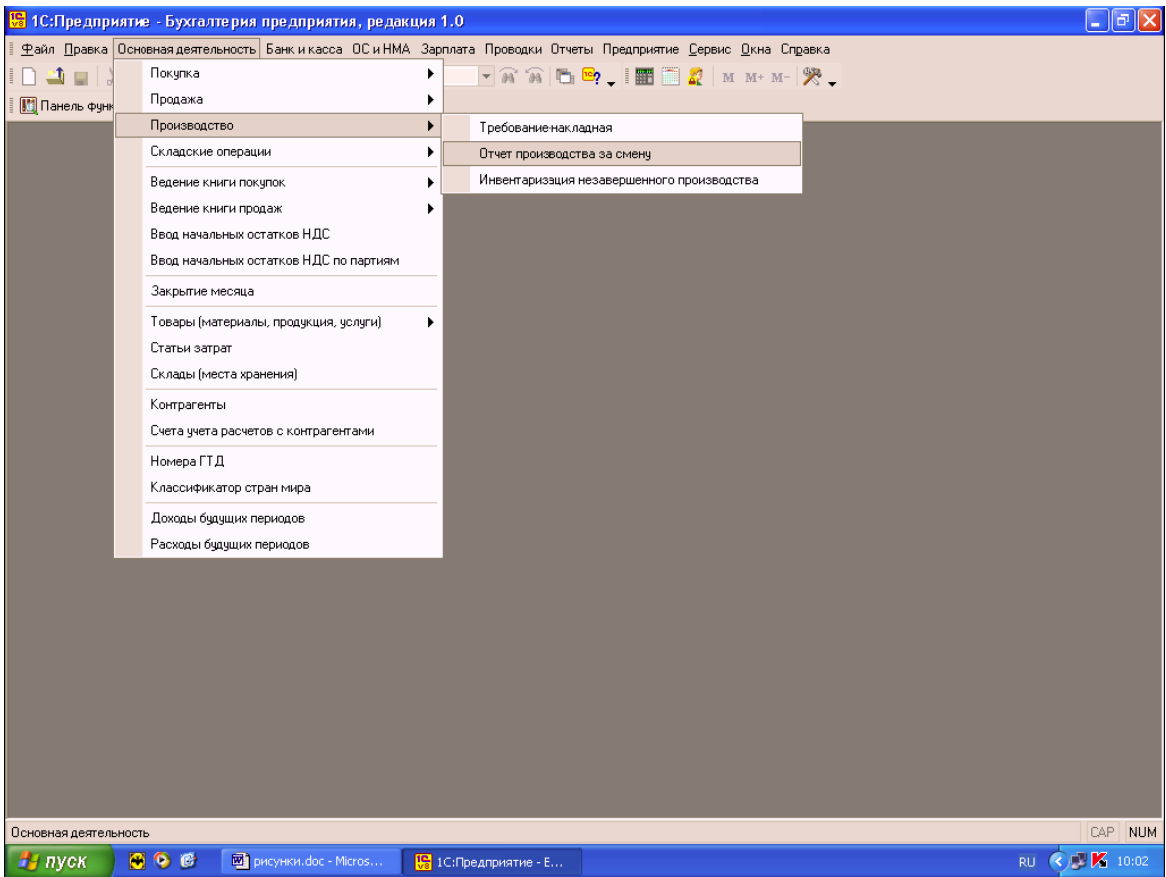 1С:Предприятие - Бухгалтерия предприятия, редакция 1.0
Файл Правка Основная деятельность Банк и касса ОС и НМА Зарплата Проводки Отчеты Предприятие Сервис Окна Справка
M M+ M-
Панель функ
Покупка
Продажа
Производство
Складские операции
Ведение книги покупок
Ведение книги продаж
Ввод начальных остатков НДС
Ввод начальных остатков НДС по партиям
Закрытие месяца
Товары (материалы, продукция, услуги)
Статьи затрат
Склады (места хранения)
Контрагенты
Счета учета расчетов с контрагентами
Номера ГТД
Классификатор стран мира
Доходы будущих периодов
Расходы будущих периодов
Требование-накладная
Отчет производства за смену
Инвентаризация незавершенного производства
Основная деятельность
CAP NUM
пуск рисунки.doc - Micros... 1С:Предприятие - Б... RU 10:02